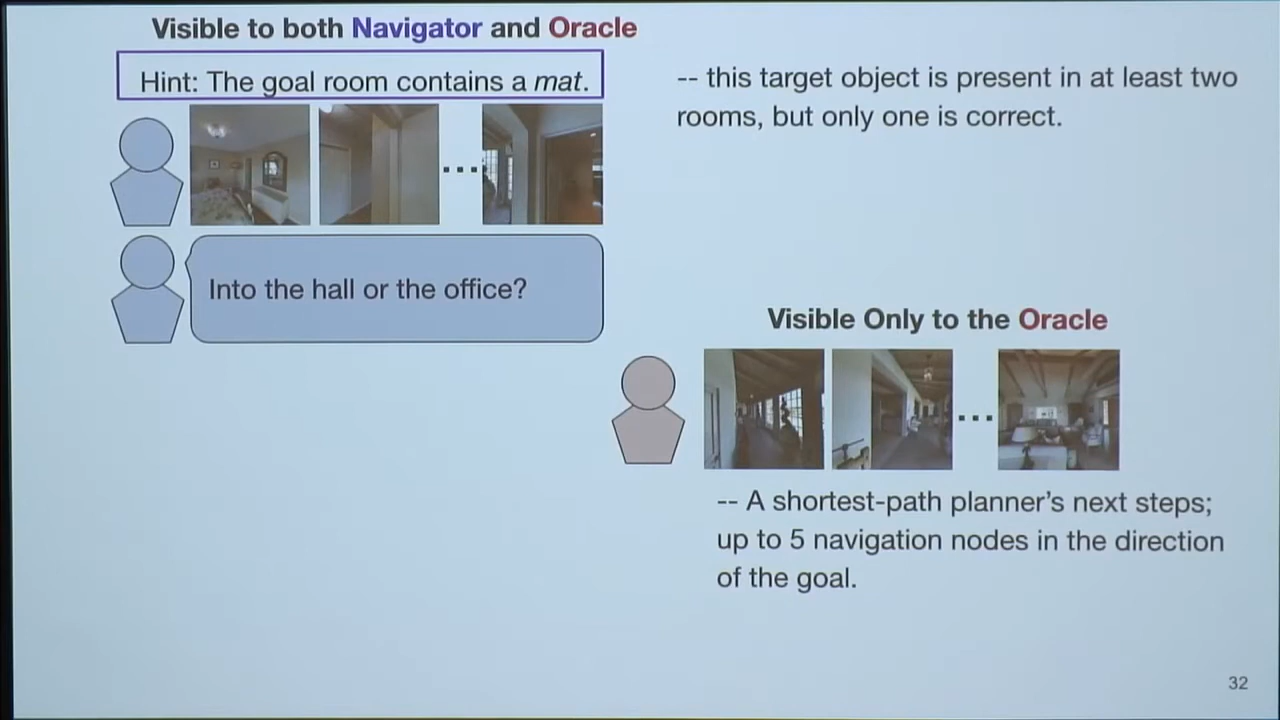 Visible to both Navigator and Oracle
Hint: The goal room contains a mat.
-- this target object is present in at least two
rooms, but only one is correct.
Into the hall or the office?
Visible Only to the Oracle
-- A shortest-path planner's next steps;
up to 5 navigation nodes in the direction
of the goal.
32